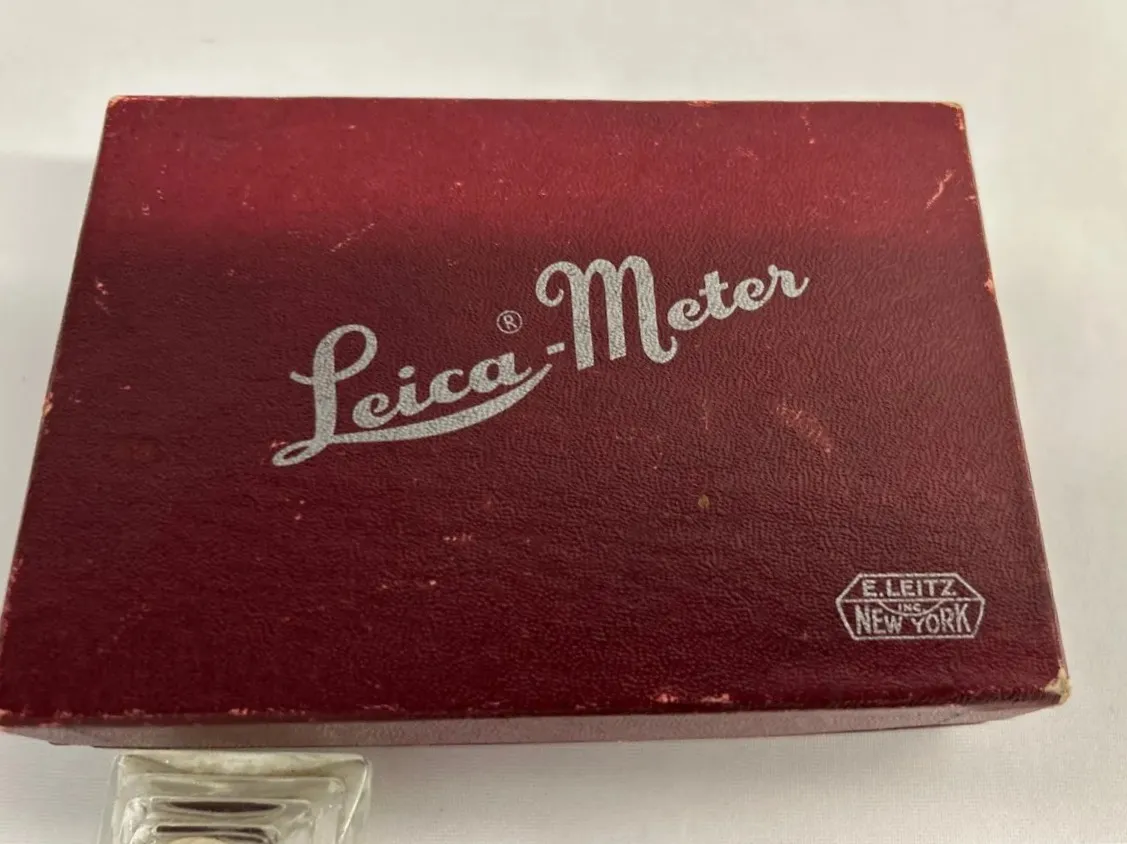 Leica®-Meter
E. LEITZ
INC
NEW YORK